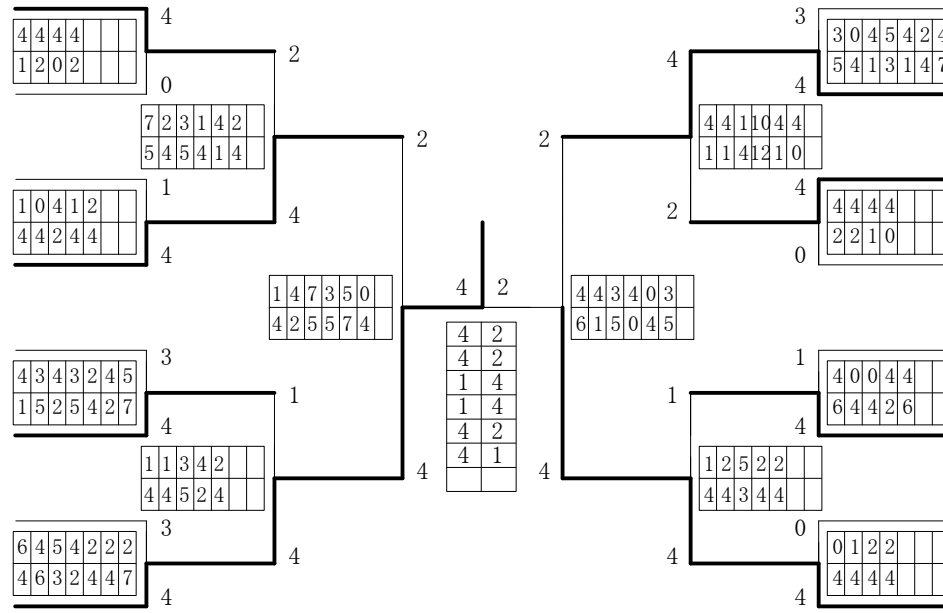 4 3
4 4 4 4
1 2 0 2
3 0 4 5 4 2 4
5 4 1 3 1 4 7
2 4
0 4
7 2 3 1 4 2
5 4 5 4 1 4
4 4 1 10 4 4
1 1 4 12 1 0
2 2
1 4
1 0 4 1 2
4 4 2 4 4
4 4 4 4
2 2 1 0
4 2
4 0
1 4 7 3 5 0
4 2 5 5 7 4
4 2
4 4 3 4 0 3
6 1 5 0 4 5
4 2
4 2
1 4
1 4
4 2
4 1
3 1
4 3 4 3 2 4 5
1 5 2 5 4 2 7
4 0 0 4 4
6 4 4 2 6
1 1
4 4
1 1 3 4 2
4 4 5 2 4
1 2 5 2 2
4 4 3 4 4
4 4
3 0
6 4 5 4 2 2 2
4 6 3 2 4 4 7
0 1 2 2
4 4 4 4
4 4
4 4